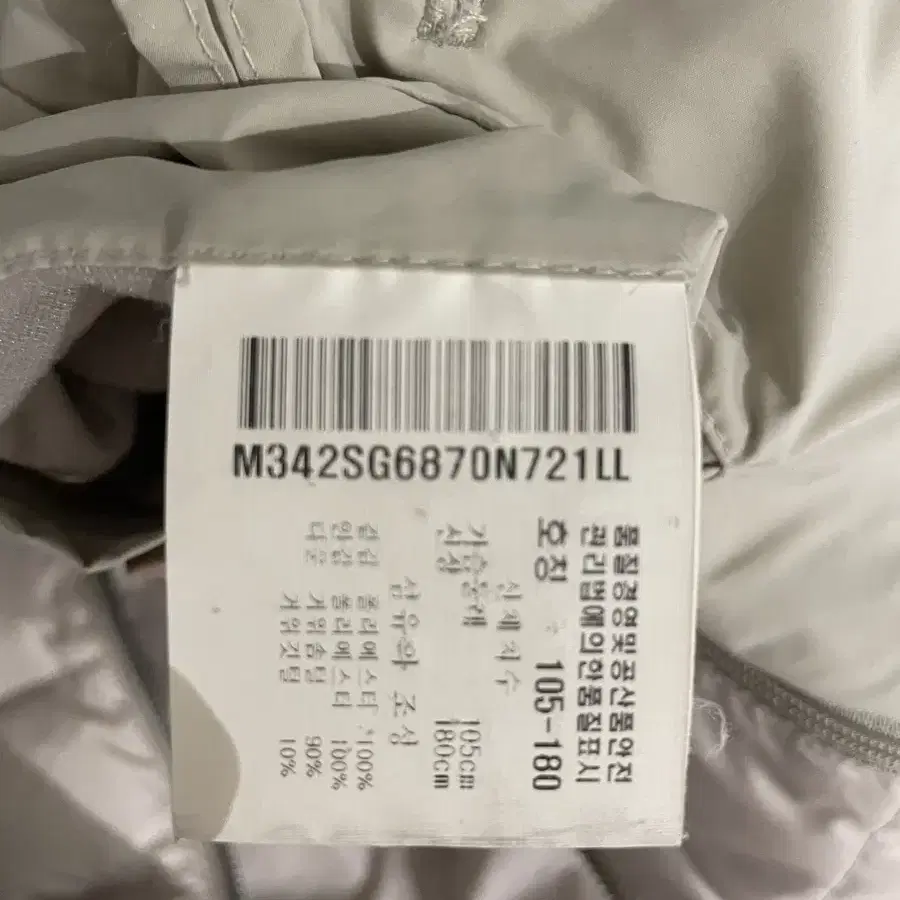 M342SG6870N721LL
품질경영및공산품안전
관리법에의한품질표시
호칭 105-180
신체치수
가슴둘레 105cm
신장 180cm
섬유의 조성
겉감 폴리에스터 100%
안감 폴리에스터 100%
다운 거위솜털 90%
거위깃털 10%